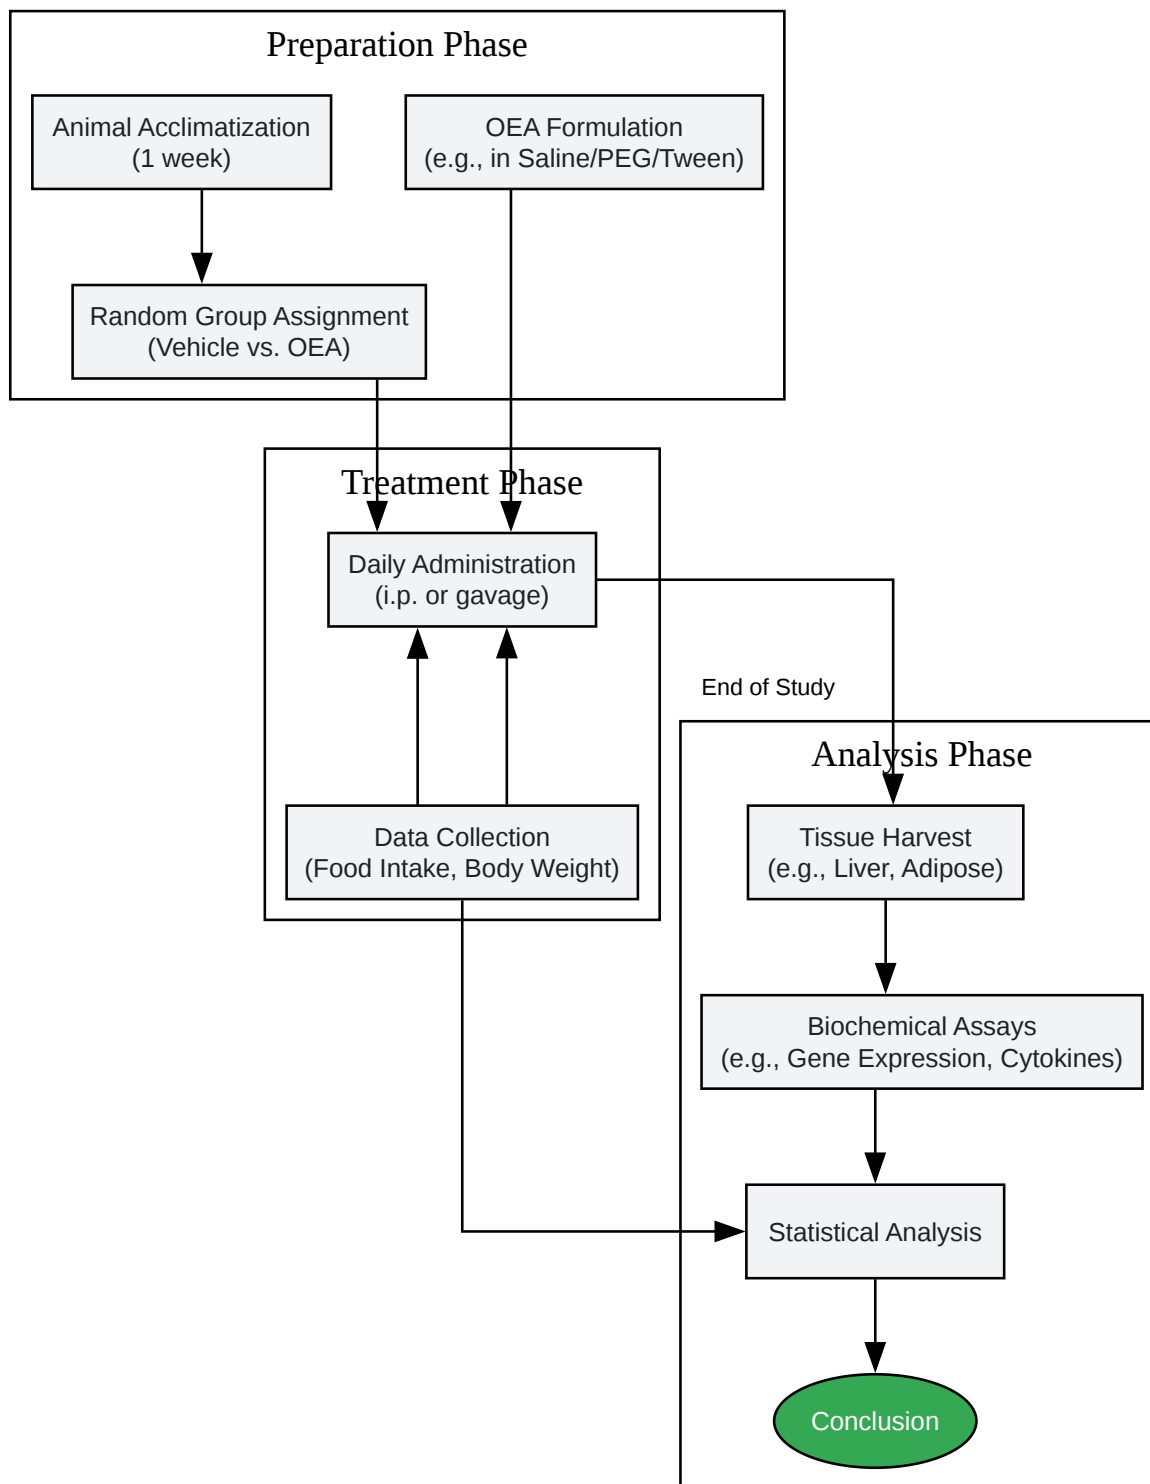 Preparation Phase
Animal Acclimatization
(1 week)
OEA Formulation
(e.g., in Saline/PEG/Tween)
Random Group Assignment
(Vehicle vs. OEA)
Treatment Phase
Daily Administration
(i.p. or gavage)
End of Study
Data Collection
(Food Intake, Body Weight)
Analysis Phase
Tissue Harvest
(e.g., Liver, Adipose)
Biochemical Assays
(e.g., Gene Expression, Cytokines)
Statistical Analysis
Conclusion